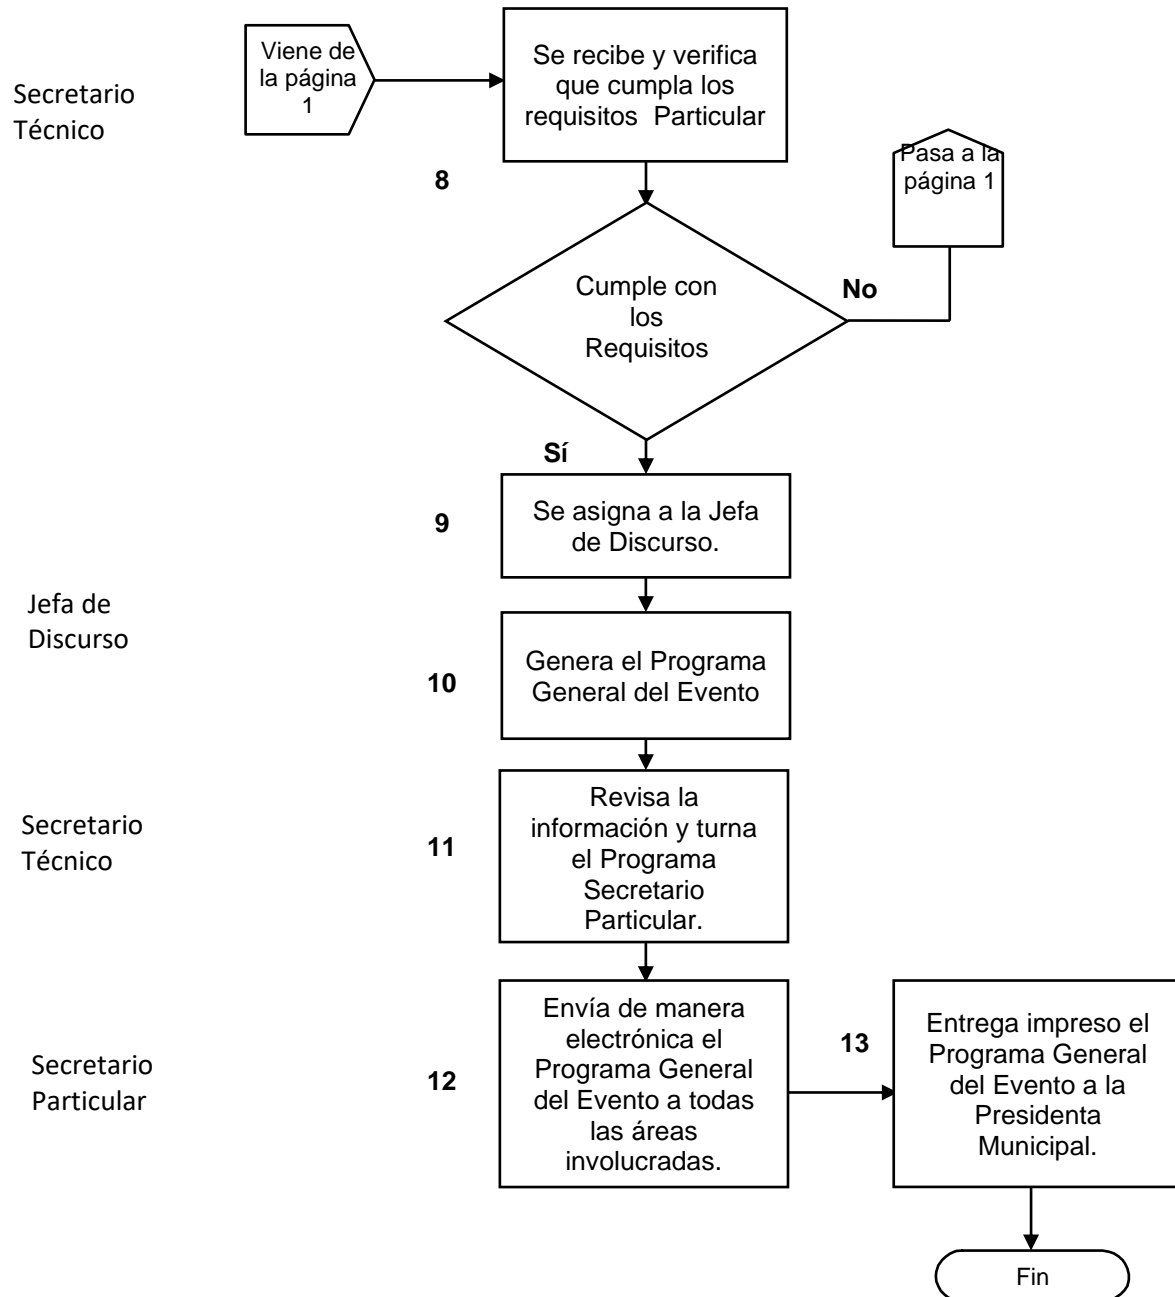 Viene de
la página
1
Se recibe y verifica
que cumpla los
requisitos  Particular
Secretario
Técnico
Pasa a la
página 1
8
Cumple con
los
Requisitos
No
Sí
9
Se asigna a la Jefa
de Discurso.
Jefa de
Discurso
10
Genera el Programa
General del Evento
Secretario
Técnico
11
Revisa la
información y turna
el Programa
Secretario
Particular.
Secretario
Particular
12
Envía de manera
electrónica el
Programa General
del Evento a todas
las áreas
involucradas.
13
Entrega impreso el
Programa General
del Evento a la
Presidenta
Municipal.
Fin